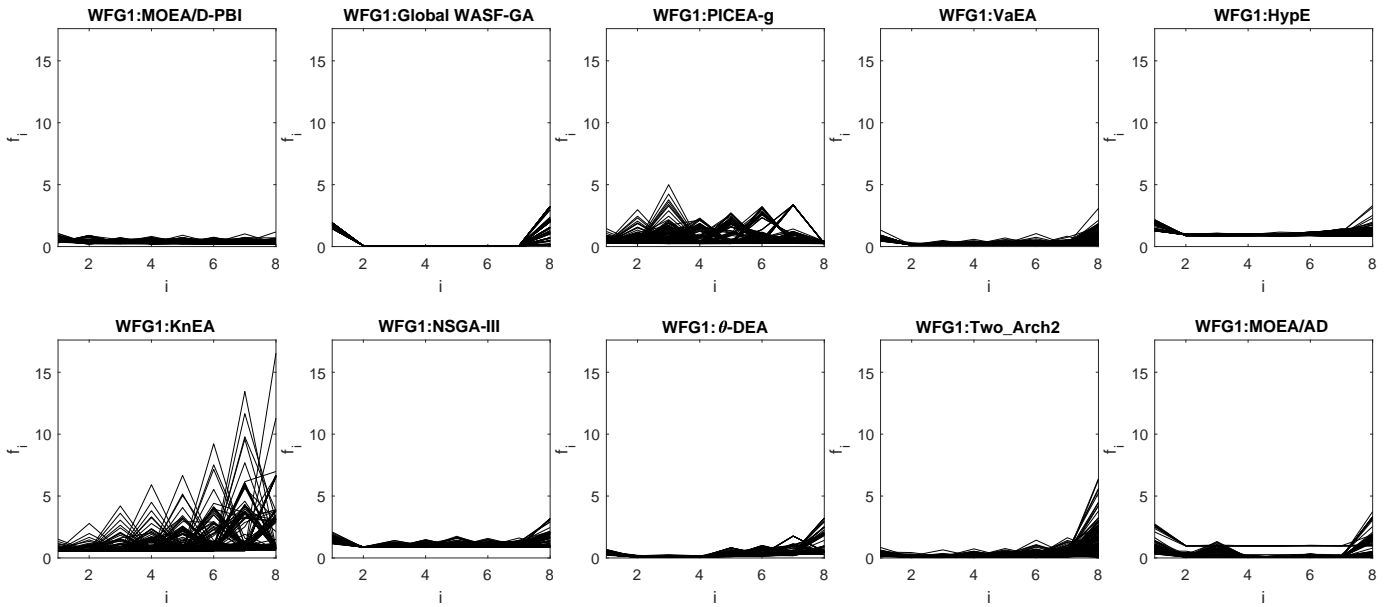 WFG1:MOEA/D-PBI
WFG1:Global WASF-GA
WFG1:PICEA-g
WFG1:VaEA
WFG1:HypE
15
10
5
0
f_i
2 4 6 8
i
15
10
5
0
f_i
2 4 6 8
i
15
10
5
0
f_i
2 4 6 8
i
15
10
5
0
f_i
2 4 6 8
i
15
10
5
0
f_i
2 4 6 8
i
WFG1:KnEA
WFG1:NSGA-III
WFG1:θ-DEA
WFG1:Two_Arch2
WFG1:MOEA/AD
15
10
5
0
f_i
2 4 6 8
i
15
10
5
0
f_i
2 4 6 8
i
15
10
5
0
f_i
2 4 6 8
i
15
10
5
0
f_i
2 4 6 8
i
15
10
5
0
f_i
2 4 6 8
i